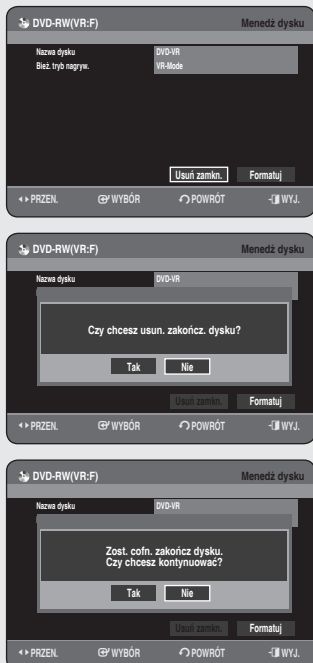 DVD-RW(VR:F) Menedż dysku
Nazwa dysku DVD-VR
Bież. tryb nagryw. VR-Mode
Usuń zamkn. Formatuj
PRZEN. WYBÓR POWRÓT WYJ.
DVD-RW(VR:F) Menedż dysku
Nazwa dysku DVD-VR
Czy chcesz usun. zakończ. dysku?
Tak Nie
Usuń zamkn. Formatuj
PRZEN. WYBÓR POWRÓT WYJ.
DVD-RW(VR:F) Menedż dysku
Nazwa dysku DVD-VR
Zost. cofn. zakończ dysku.
Czy chcesz kontynuować?
Tak Nie
Usuń zamkn. Formatuj
PRZEN. WYBÓR POWRÓT WYJ.